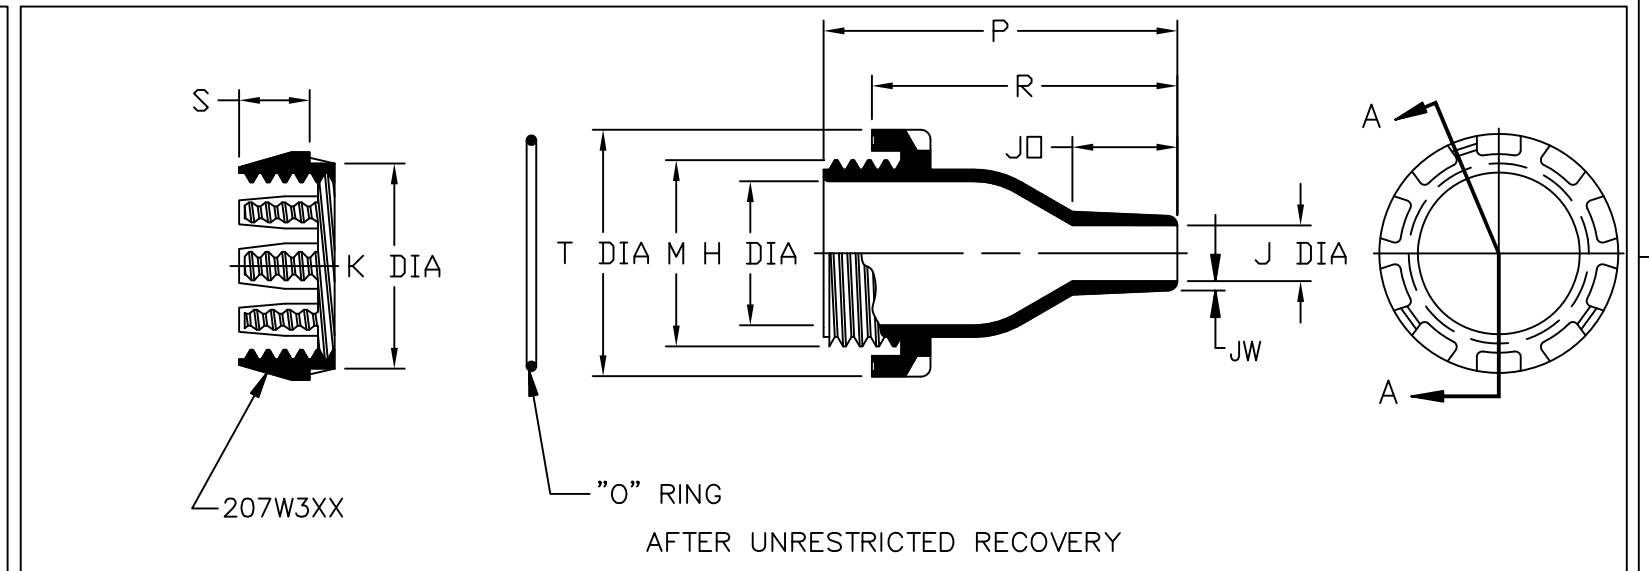 P
R
S
JO
A
T DIA
M
H DIA
J DIA
K DIA
JW
A
"O" RING
207W3XX
AFTER UNRESTRICTED RECOVERY